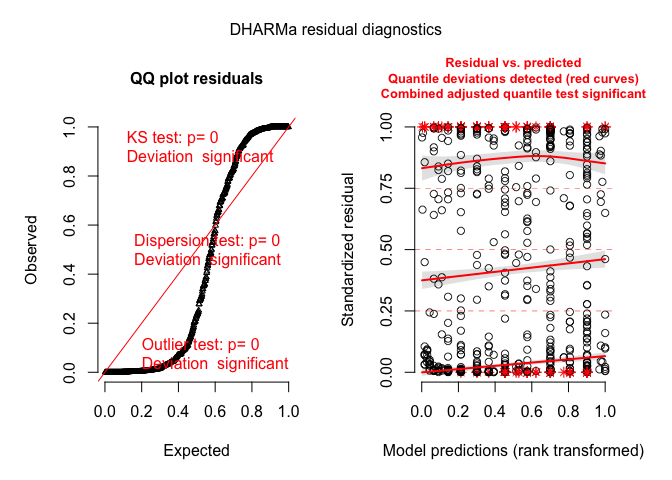 DHARMa residual diagnostics
QQ plot residuals
KS test: p= 0
Deviation significant
Dispersion test: p= 0
Deviation significant
Outlier test: p= 0
Deviation significant
Observed
0.0 0.2 0.4 0.6 0.8 1.0
0.0 0.2 0.4 0.6 0.8 1.0
Expected
Residual vs. predicted
Quantile deviations detected (red curves)
Combined adjusted quantile test significant
Standardized residual
0.00 0.25 0.50 0.75 1.00
0.0 0.2 0.4 0.6 0.8 1.0
Model predictions (rank transformed)